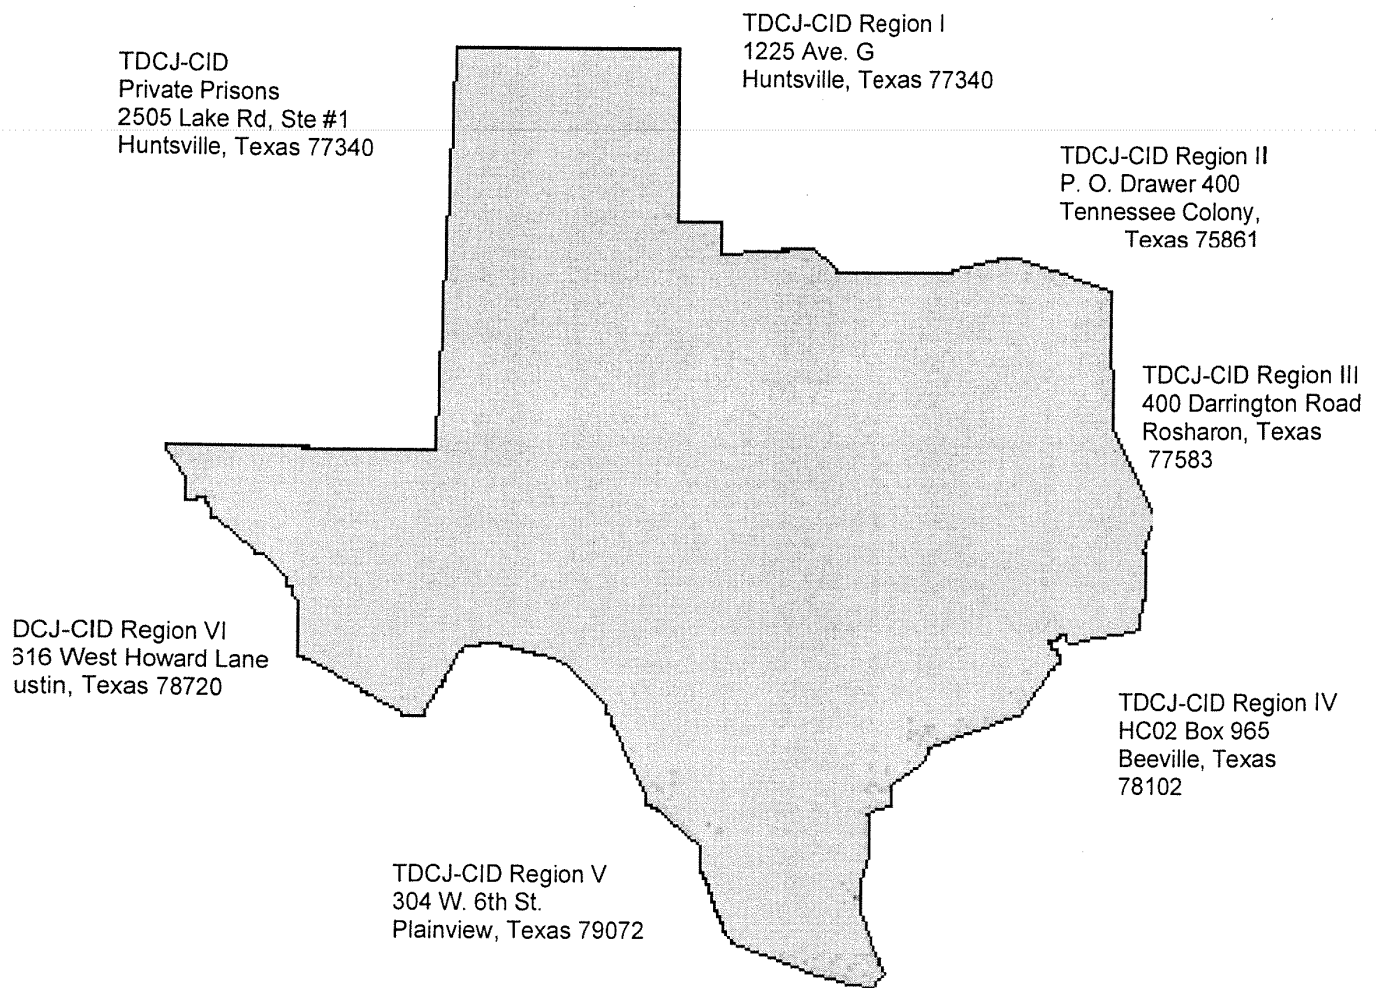 TDCJ-CID
Private Prisons
2505 Lake Rd, Ste #1
Huntsville, Texas 77340
TDCJ-CID Region I
1225 Ave. G
Huntsville, Texas 77340
TDCJ-CID Region II
P. O. Drawer 400
Tennessee Colony,
Texas 75861
TDCJ-CID Region III
400 Darrington Road
Rosharon, Texas
77583
DCJ-CID Region VI
616 West Howard Lane
ustin, Texas 78720
TDCJ-CID Region IV
HC02 Box 965
Beeville, Texas
78102
TDCJ-CID Region V
304 W. 6th St.
Plainview, Texas 79072